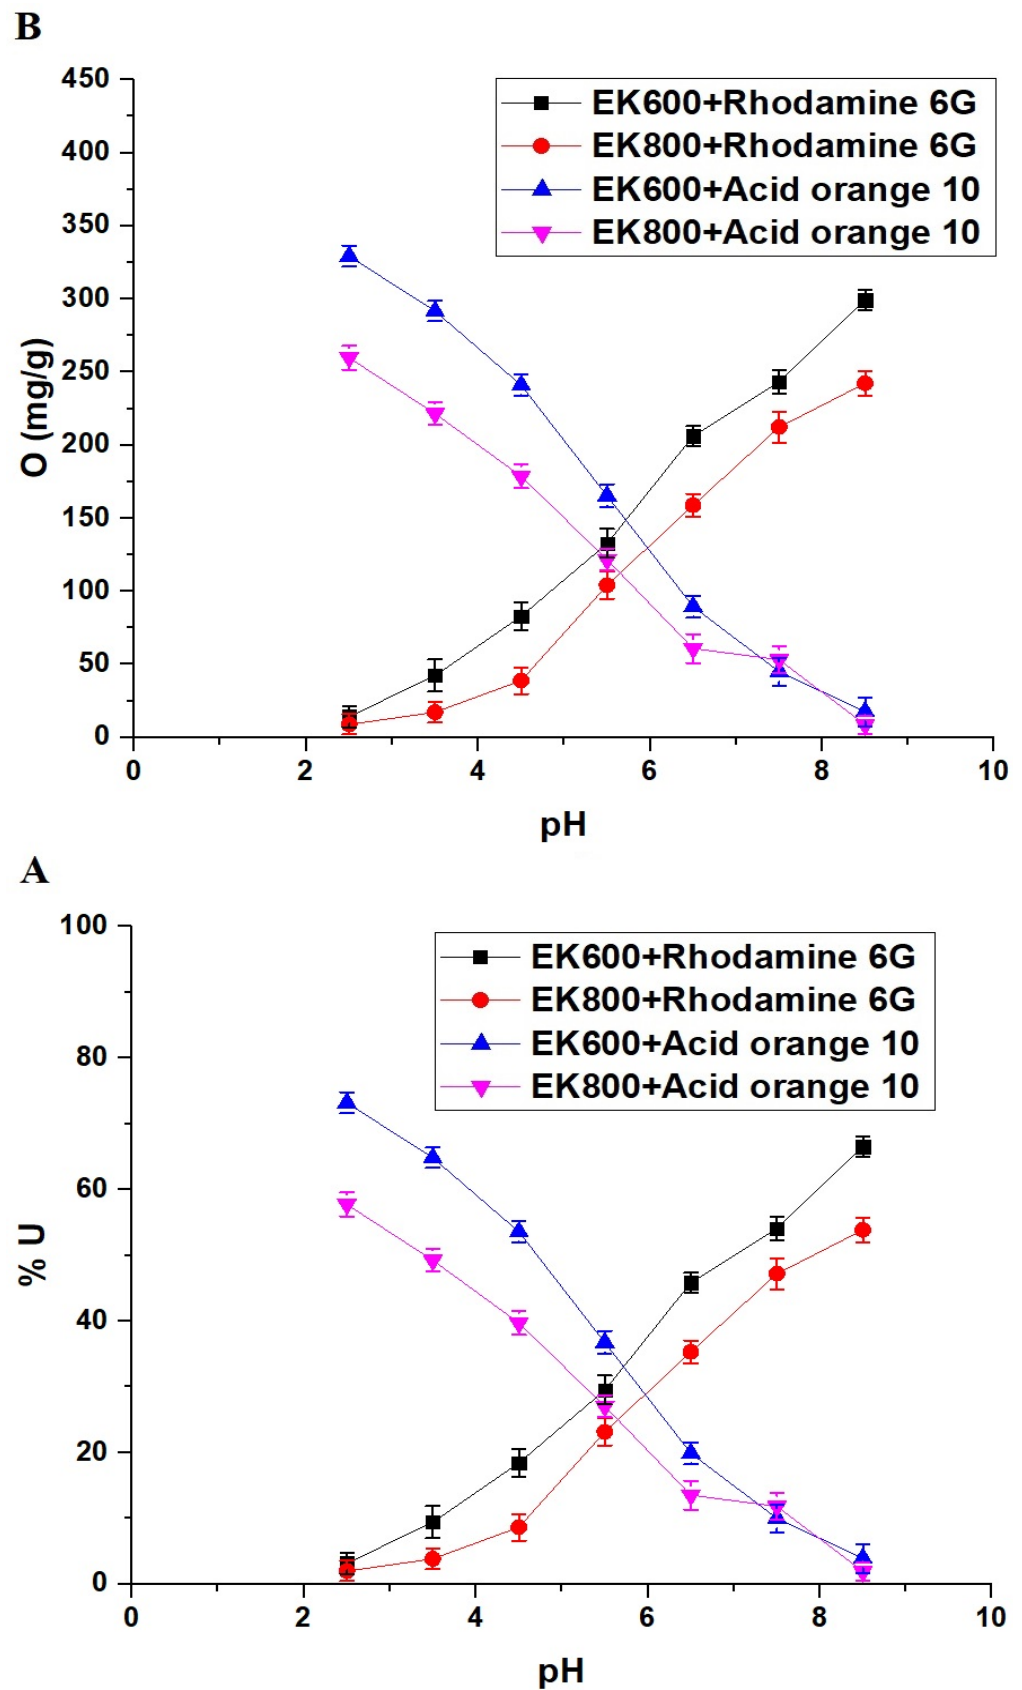 B
450
400
350
300
250
200
150
100
50
0
O (mg/g)
EK600+Rhodamine 6G
EK800+Rhodamine 6G
EK600+Acid orange 10
EK800+Acid orange 10
0 2 4 6 8 10
pH
A
100
80
60
40
20
0
% U
EK600+Rhodamine 6G
EK800+Rhodamine 6G
EK600+Acid orange 10
EK800+Acid orange 10
0 2 4 6 8 10
pH